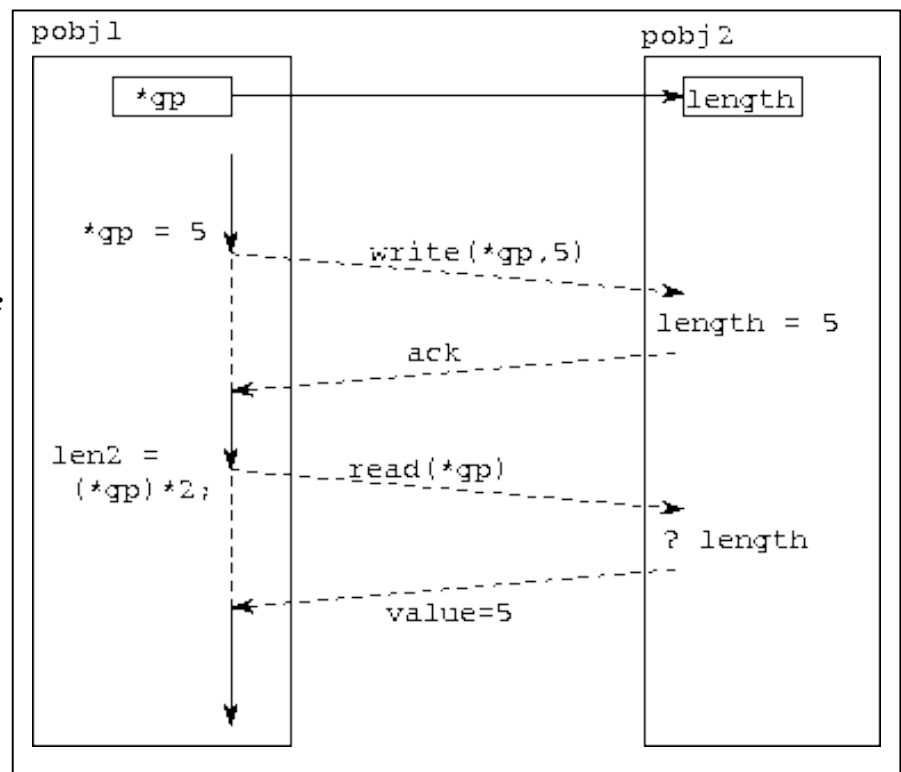 pobj1
pobj2
*gp
length
*gp = 5
write(*gp,5)
length = 5
ack
len2 =
(*gp)*2;
read(*gp)
? length
value=5